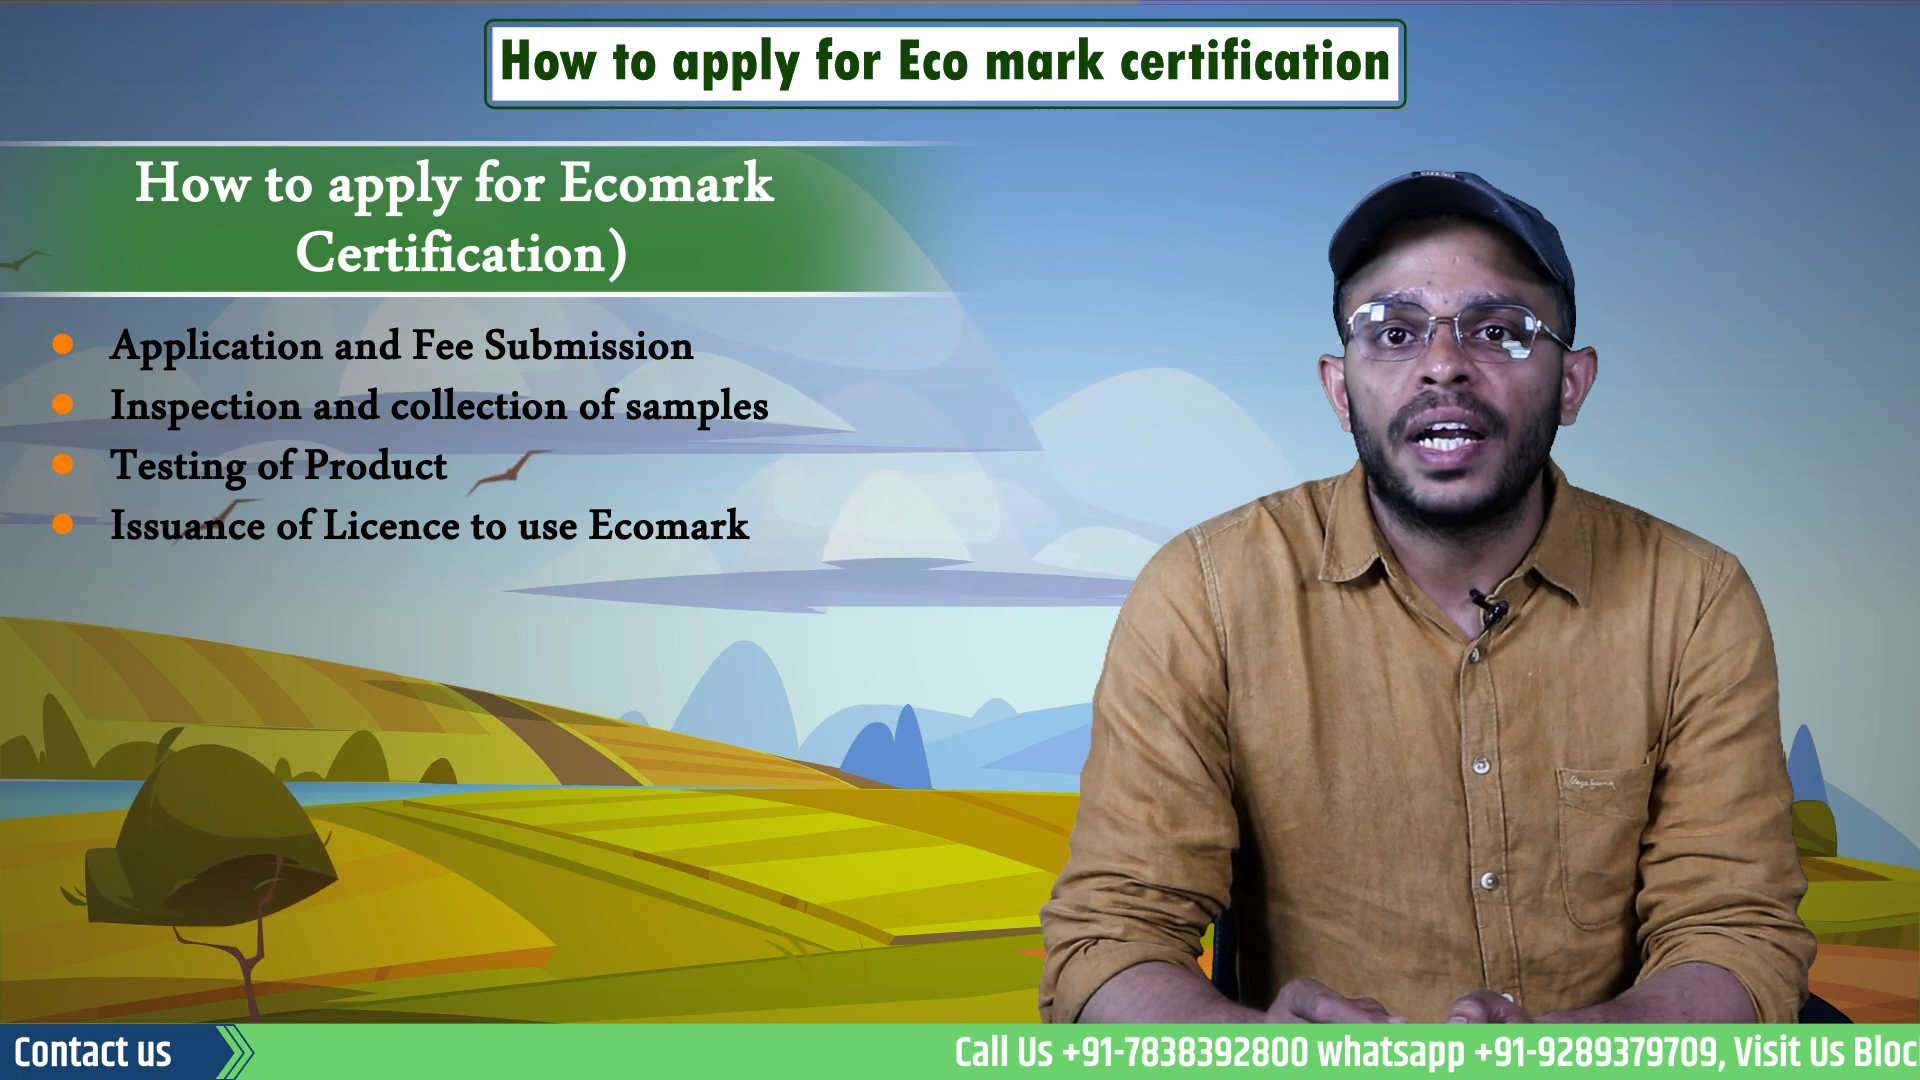 How to apply for Eco mark certification
How to apply for Ecomark
Certification)
Application and Fee Submission
Inspection and collection of samples
Testing of Product
Issuance of Licence to use Ecomark
Contact us
Call Us +91-7838392800 whatsapp +91-9289379709, Visit Us Bloc